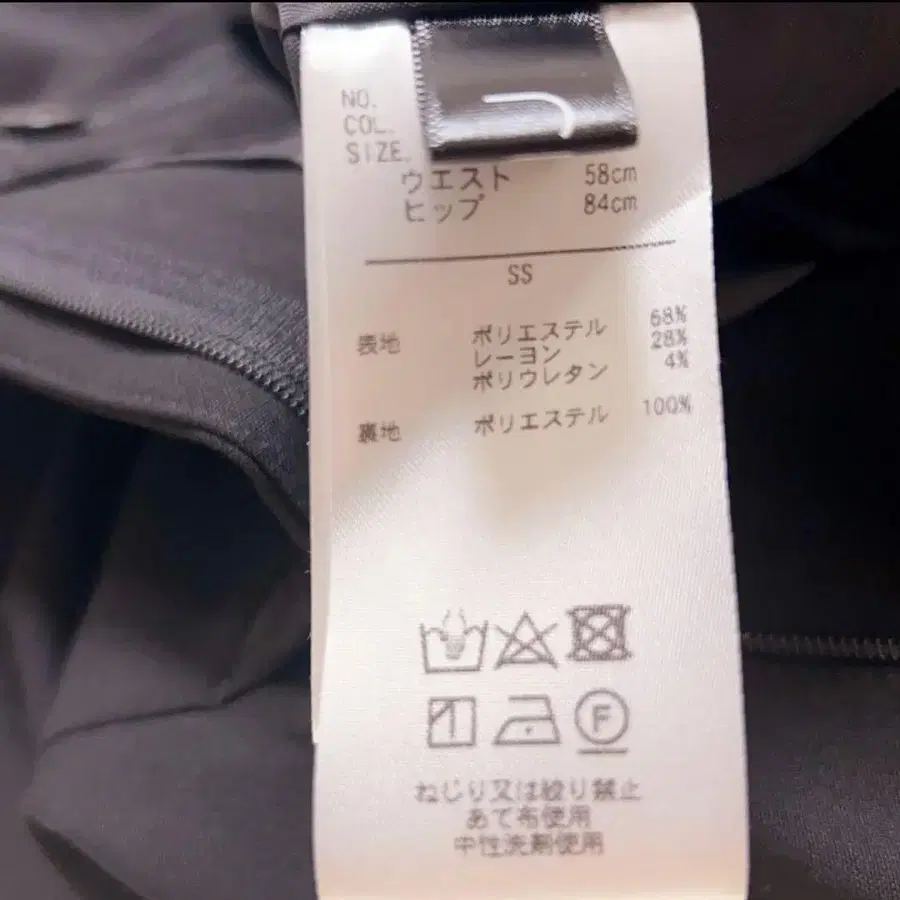 NO.
COL.
SIZE.
ウエスト 58cm
ヒップ 84cm
SS
表地 ポリエステル 68%
レーヨン 28%
ポリウレタン 4%
裏地 ポリエステル 100%
F
ねじり又は絞り禁止
あて布使用
中性洗剤使用